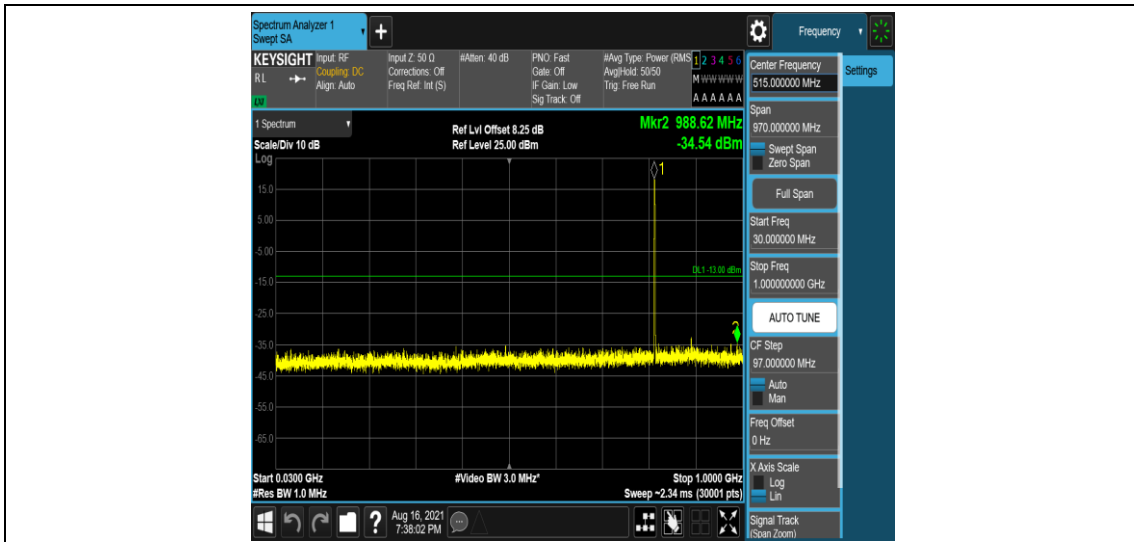 Spectrum Analyzer 1
Swept SA
+
Frequency
KEYSIGHT
RL
LM
Input: RF
Coupling: DC
Align: Auto
Input Z: 50 Ω
Corrections: Off
Freq Ref: Int (S)
#Atten: 40 dB
PNO: Fast
Gate: Off
IF Gain: Low
Sig Track: Off
#Avg Type: Power (RMS
Avg|Hold: 50/50
Trig: Free Run
1 2 3 4 5 6
M W W W W W
A A A A A A
1 Spectrum
Scale/Div 10 dB
Ref Lvl Offset 8.25 dB
Ref Level 25.00 dBm
Mkr2 988.62 MHz
-34.54 dBm
Log
1
15.0
5.00
-5.00
DL1 -13.00 dBm
-15.0
-25.0
2
-35.0
-45.0
-55.0
-65.0
Start 0.0300 GHz
#Res BW 1.0 MHz
#Video BW 3.0 MHz*
Stop 1.0000 GHz
Sweep ~2.34 ms (30001 pts)
?
Aug 16, 2021
7:38:02 PM
Center Frequency
515.000000 MHz
Settings
Span
970.000000 MHz
Swept Span
Zero Span
Full Span
Start Freq
30.000000 MHz
Stop Freq
1.000000000 GHz
AUTO TUNE
CF Step
97.000000 MHz
Auto
Man
Freq Offset
0 Hz
X Axis Scale
Log
Lin
Signal Track
(Span Zoom)